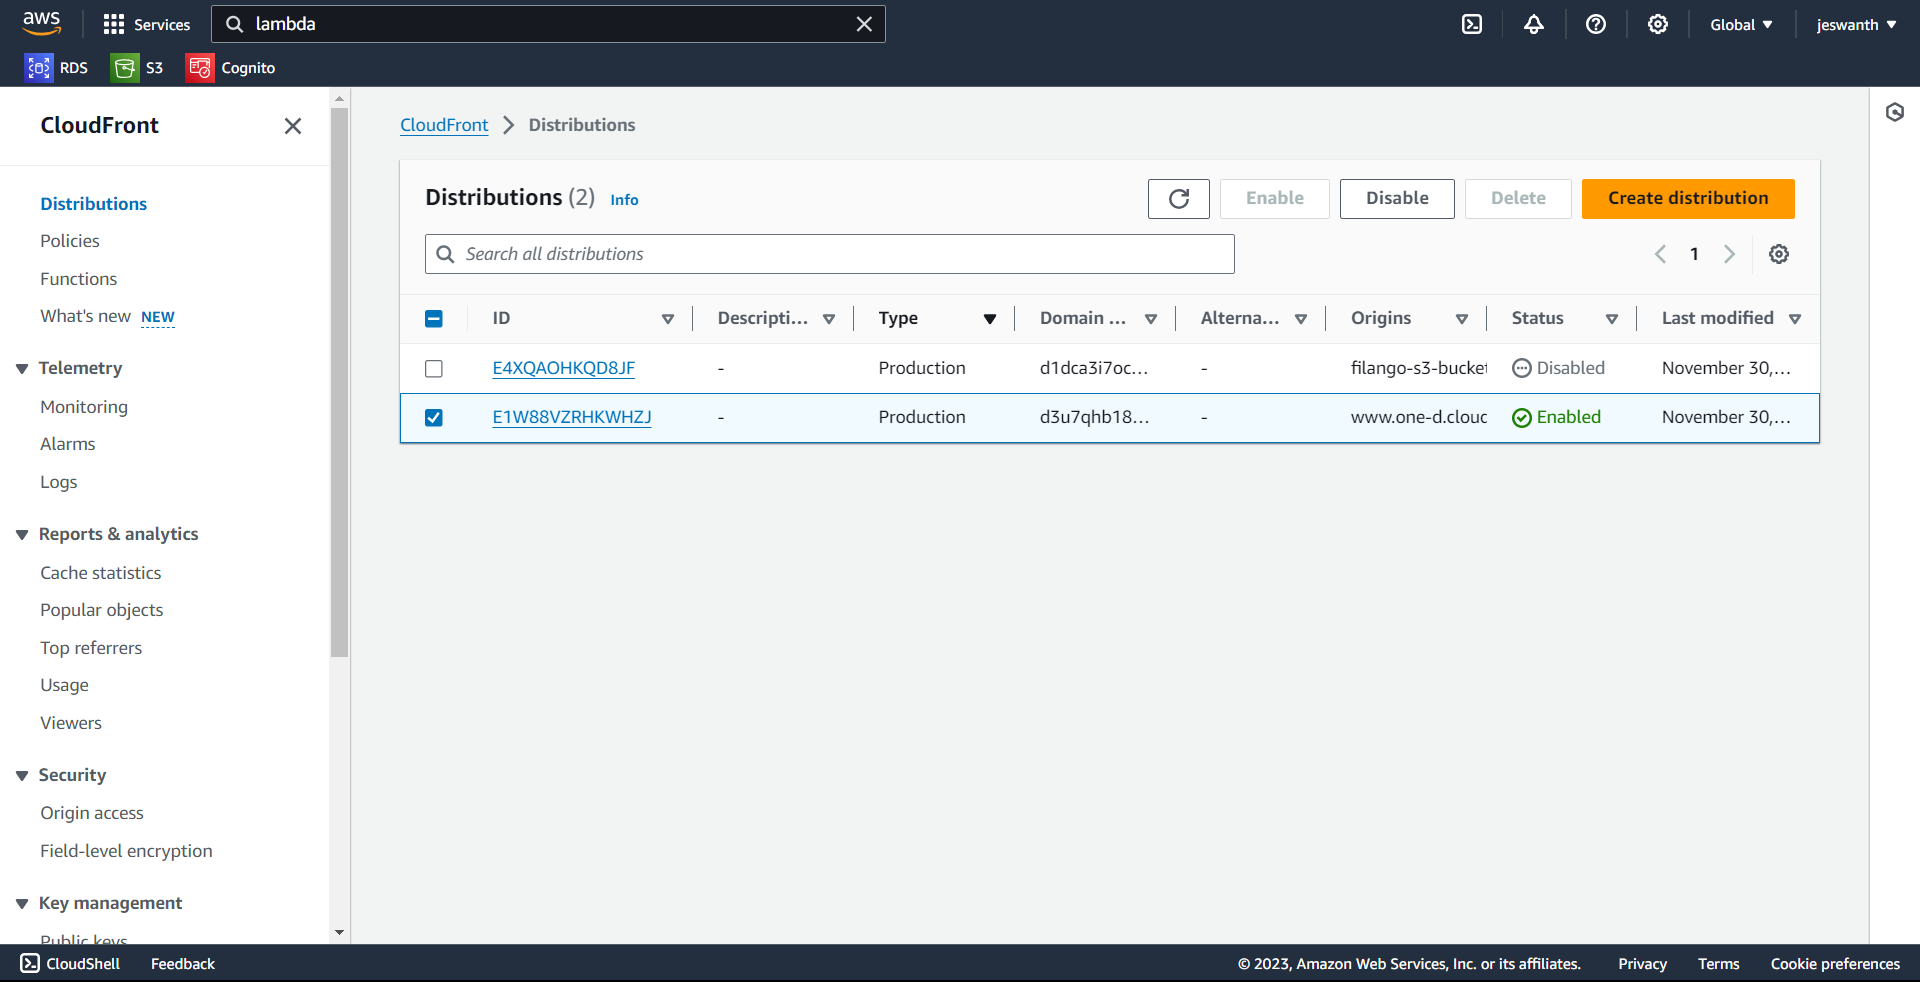 aws
Services
lambda
Global
jeswanth
RDS
S3
Cognito
CloudFront
Distributions
Policies
Functions
What's new NEW
Telemetry
Monitoring
Alarms
Logs
Reports & analytics
Cache statistics
Popular objects
Top referrers
Usage
Viewers
Security
Origin access
Field-level encryption
Key management
Public keys
CloudFront Distributions
Distributions (2) Info
Enable
Disable
Delete
Create distribution
Search all distributions
1
ID Descripti... Type Domain ... Alterna... Origins Status Last modified
E4XQAOHKQD8JF - Production d1dca3i7oc... - filango-s3-bucket Disabled November 30,...
E1W88VZRHKWHZJ - Production d3u7qhb18... - www.one-d.cloud Enabled November 30,...
CloudShell
Feedback
© 2023, Amazon Web Services, Inc. or its affiliates.
Privacy
Terms
Cookie preferences